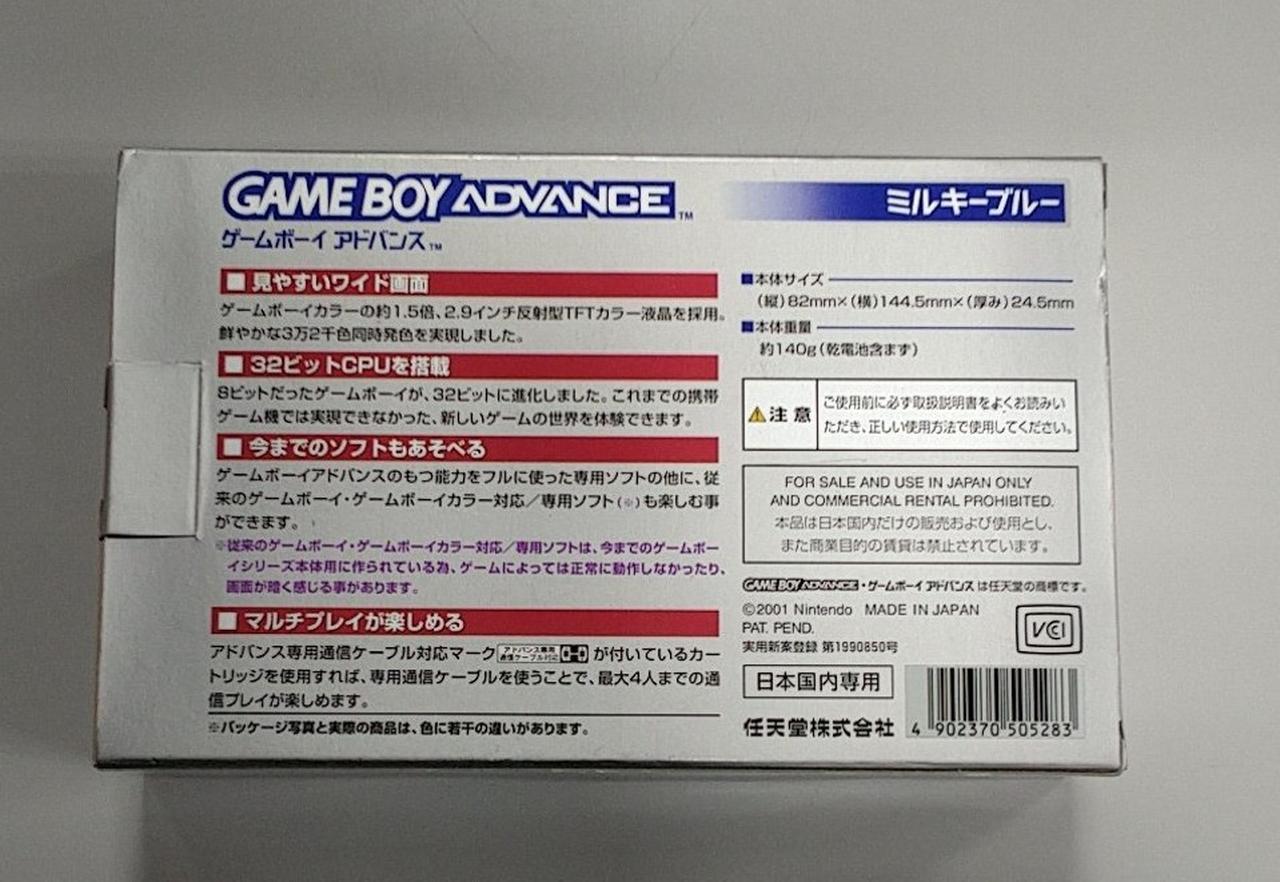 GAME BOY ADVANCE™
ゲームボーイ アドバンス™
ミルキーブルー
■ 見やすいワイド画面
ゲームボーイカラーの約1.5倍、2.9インチ反射型TFTカラー液晶を採用。
鮮やかな3万2千色同時発色を実現しました。
■ 32ビットCPUを搭載
8ビットだったゲームボーイが、32ビットに進化しました。これまでの携帯
ゲーム機では実現できなかった、新しいゲームの世界を体験できます。
■ 今までのソフトもあそべる
ゲームボーイアドバンスのもつ能力をフルに使った専用ソフトの他に、従
来のゲームボーイ・ゲームボーイカラー対応／専用ソフト(※)も楽しむ事
ができます。
※従来のゲームボーイ・ゲームボーイカラー対応／専用ソフトは、今までのゲームボー
イシリーズ本体用に作られている為、ゲームによっては正常に動作しなかったり、
画面が暗く感じる事があります。
■ マルチプレイが楽しめる
アドバンス専用通信ケーブル対応マーク アドバンス専用 通信ケーブル対応 が付いているカー
トリッジを使用すれば、専用通信ケーブルを使うことで、最大4人までの通
信プレイが楽しめます。
※パッケージ写真と実際の商品は、色に若干の違いがあります。
■本体サイズ
（縦）82mm×（横）144.5mm×（厚み）24.5mm
■本体重量
約140g（乾電池含まず）
⚠注意
ご使用前に必ず取扱説明書をよくお読みい
ただき、正しい使用方法で使用してください。
FOR SALE AND USE IN JAPAN ONLY
AND COMMERCIAL RENTAL PROHIBITED.
本品は日本国内だけの販売および使用とし、
また商業目的の賃貸は禁止されています。
GAME BOY ADVANCE・ゲームボーイ アドバンス は任天堂の商標です。
©2001 Nintendo MADE IN JAPAN
PAT. PEND.
実用新案登録 第1990850号
VCI
日本国内専用
任天堂株式会社
4 902370 505283